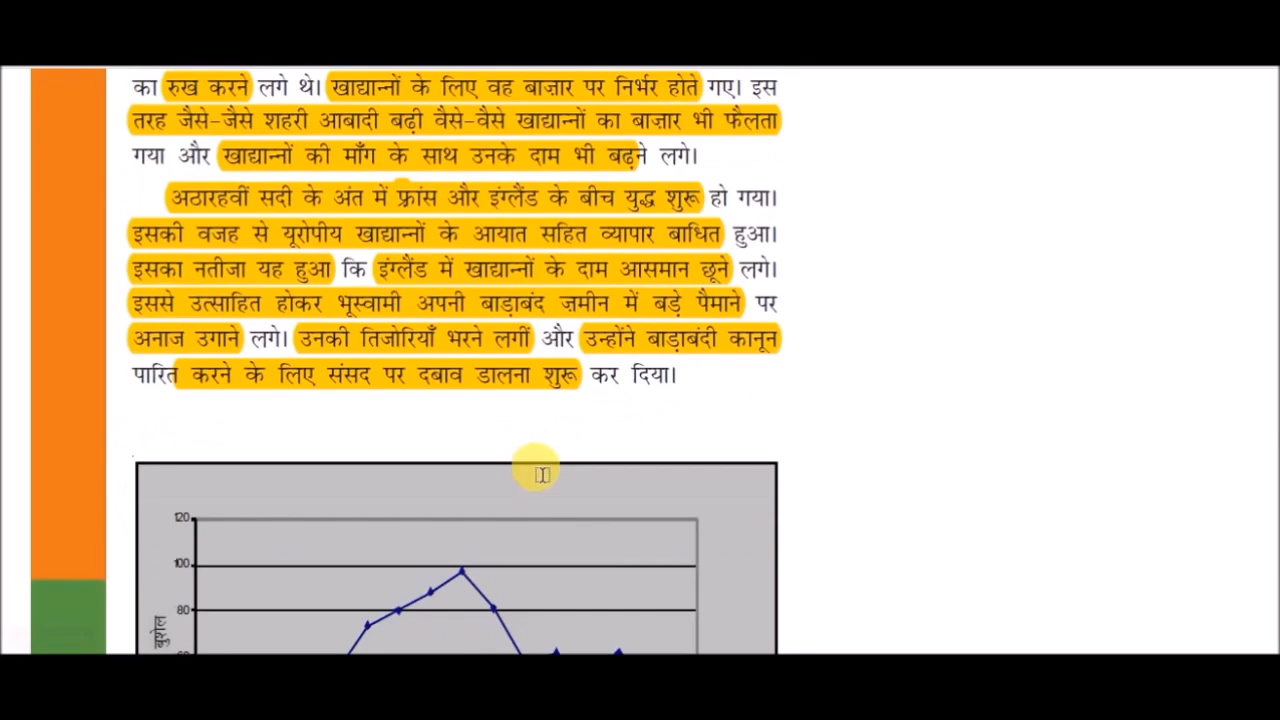 का रुख करने लगे थे। खाद्यान्नों के लिए वह बाज़ार पर निर्भर होते गए। इस
तरह जैसे-जैसे शहरी आबादी बढ़ी वैसे-वैसे खाद्यान्नों का बाज़ार भी फैलता
गया और खाद्यान्नों की माँग के साथ उनके दाम भी बढ़ने लगे।
अठारहवीं सदी के अंत में फ़्रांस और इंग्लैंड के बीच युद्ध शुरू हो गया।
इसकी वजह से यूरोपीय खाद्यान्नों के आयात सहित व्यापार बाधित हुआ।
इसका नतीजा यह हुआ कि इंग्लैंड में खाद्यान्नों के दाम आसमान छूने लगे।
इससे उत्साहित होकर भूस्वामी अपनी बाड़ाबंद ज़मीन में बड़े पैमाने पर
अनाज उगाने लगे। उनकी तिजोरियाँ भरने लगीं और उन्होंने बाड़ाबंदी कानून
पारित करने के लिए संसद पर दबाव डालना शुरू कर दिया।
120
100
80
बुशेल